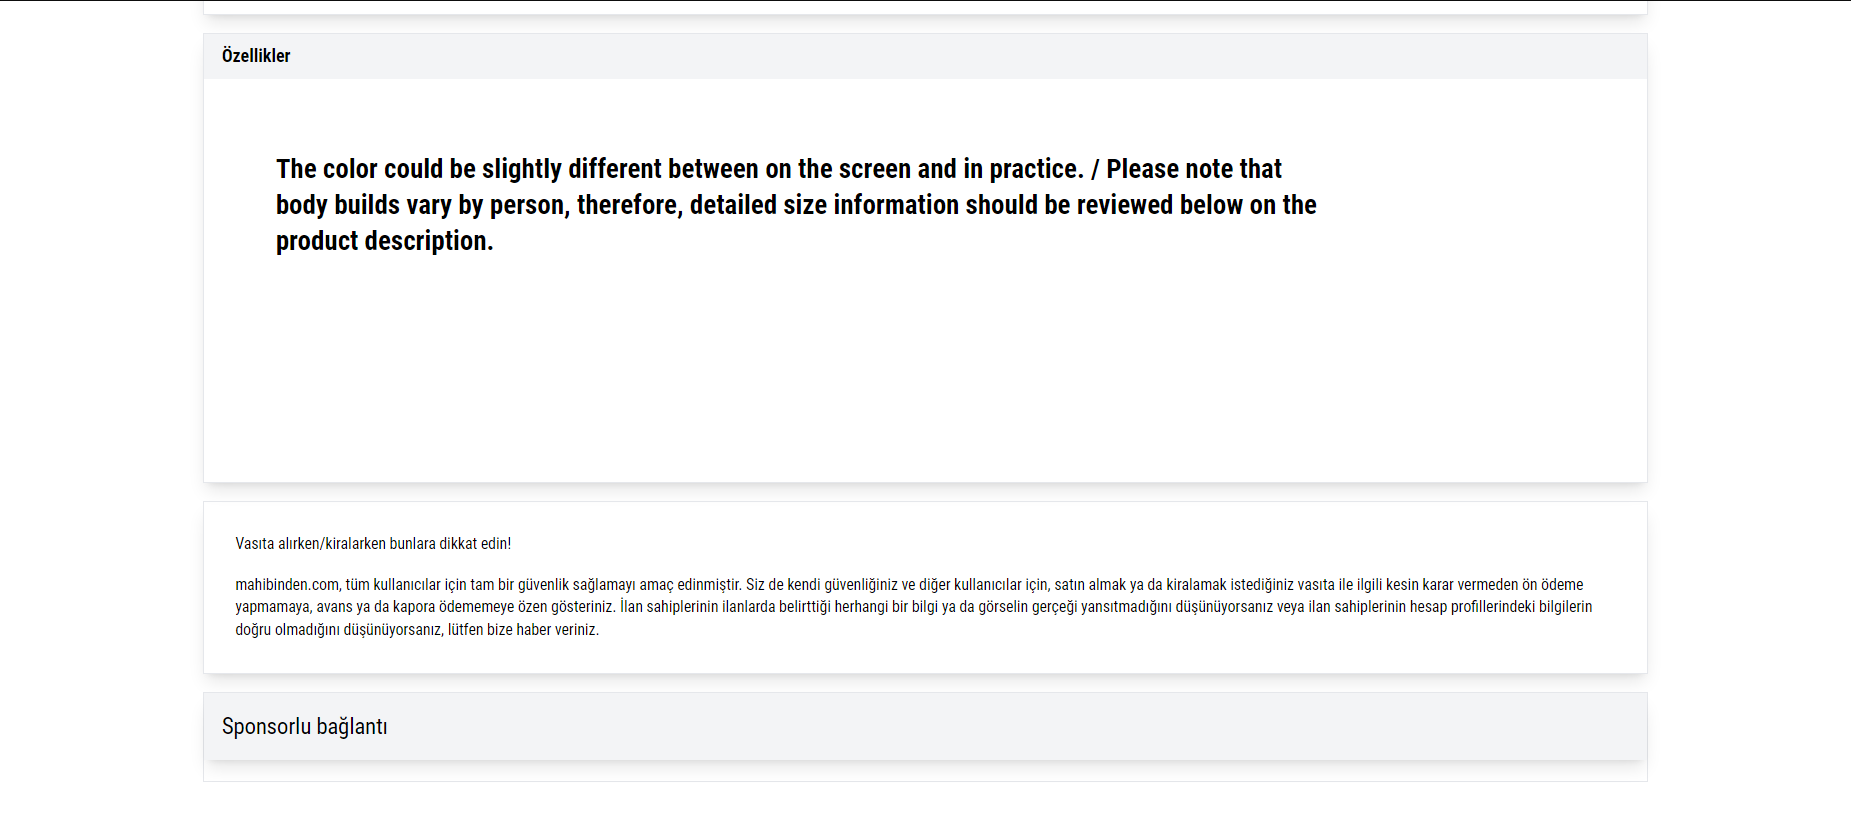 Özellikler
The color could be slightly different between on the screen and in practice. / Please note that
body builds vary by person, therefore, detailed size information should be reviewed below on the
product description.
Vasıta alırken/kiralarken bunlara dikkat edin!
mahibinden.com, tüm kullanıcılar için tam bir güvenlik sağlamayı amaç edinmiştir. Siz de kendi güvenliğiniz ve diğer kullanıcılar için, satın almak ya da kiralamak istediğiniz vasıta ile ilgili kesin karar vermeden ön ödeme
yapmamaya, avans ya da kapora ödememeye özen gösteriniz. İlan sahiplerinin ilanlarda belirttiği herhangi bir bilgi ya da görselin gerçeği yansıtmadığını düşünüyorsanız veya ilan sahiplerinin hesap profillerindeki bilgilerin
doğru olmadığını düşünüyorsanız, lütfen bize haber veriniz.
Sponsorlu bağlantı